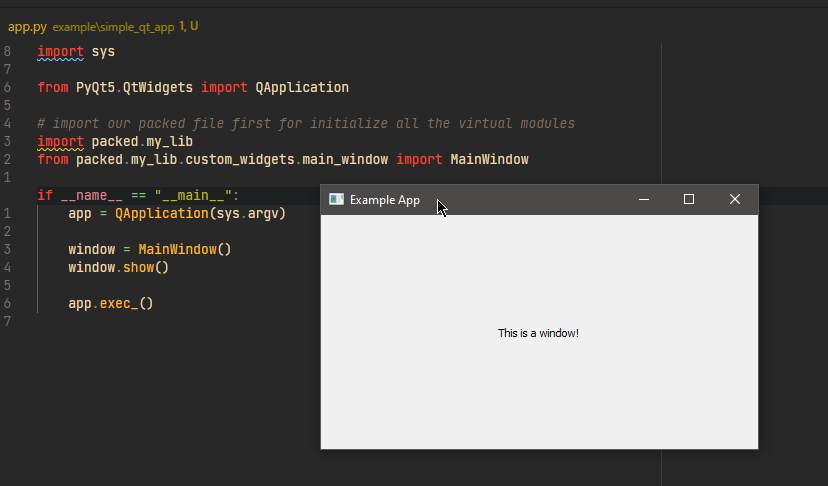 app.py example\simple_qt_app 1, U
8 import sys
7
6 from PyQt5.QtWidgets import QApplication
5
4 # import our packed file first for initialize all the virtual modules
3 import packed.my_lib
2 from packed.my_lib.custom_widgets.main_window import MainWindow
1
if __name__ == "__main__":
1 app = QApplication(sys.argv)
2
3 window = MainWindow()
4 window.show()
5
6 app.exec_()
7
Example App
This is a window!